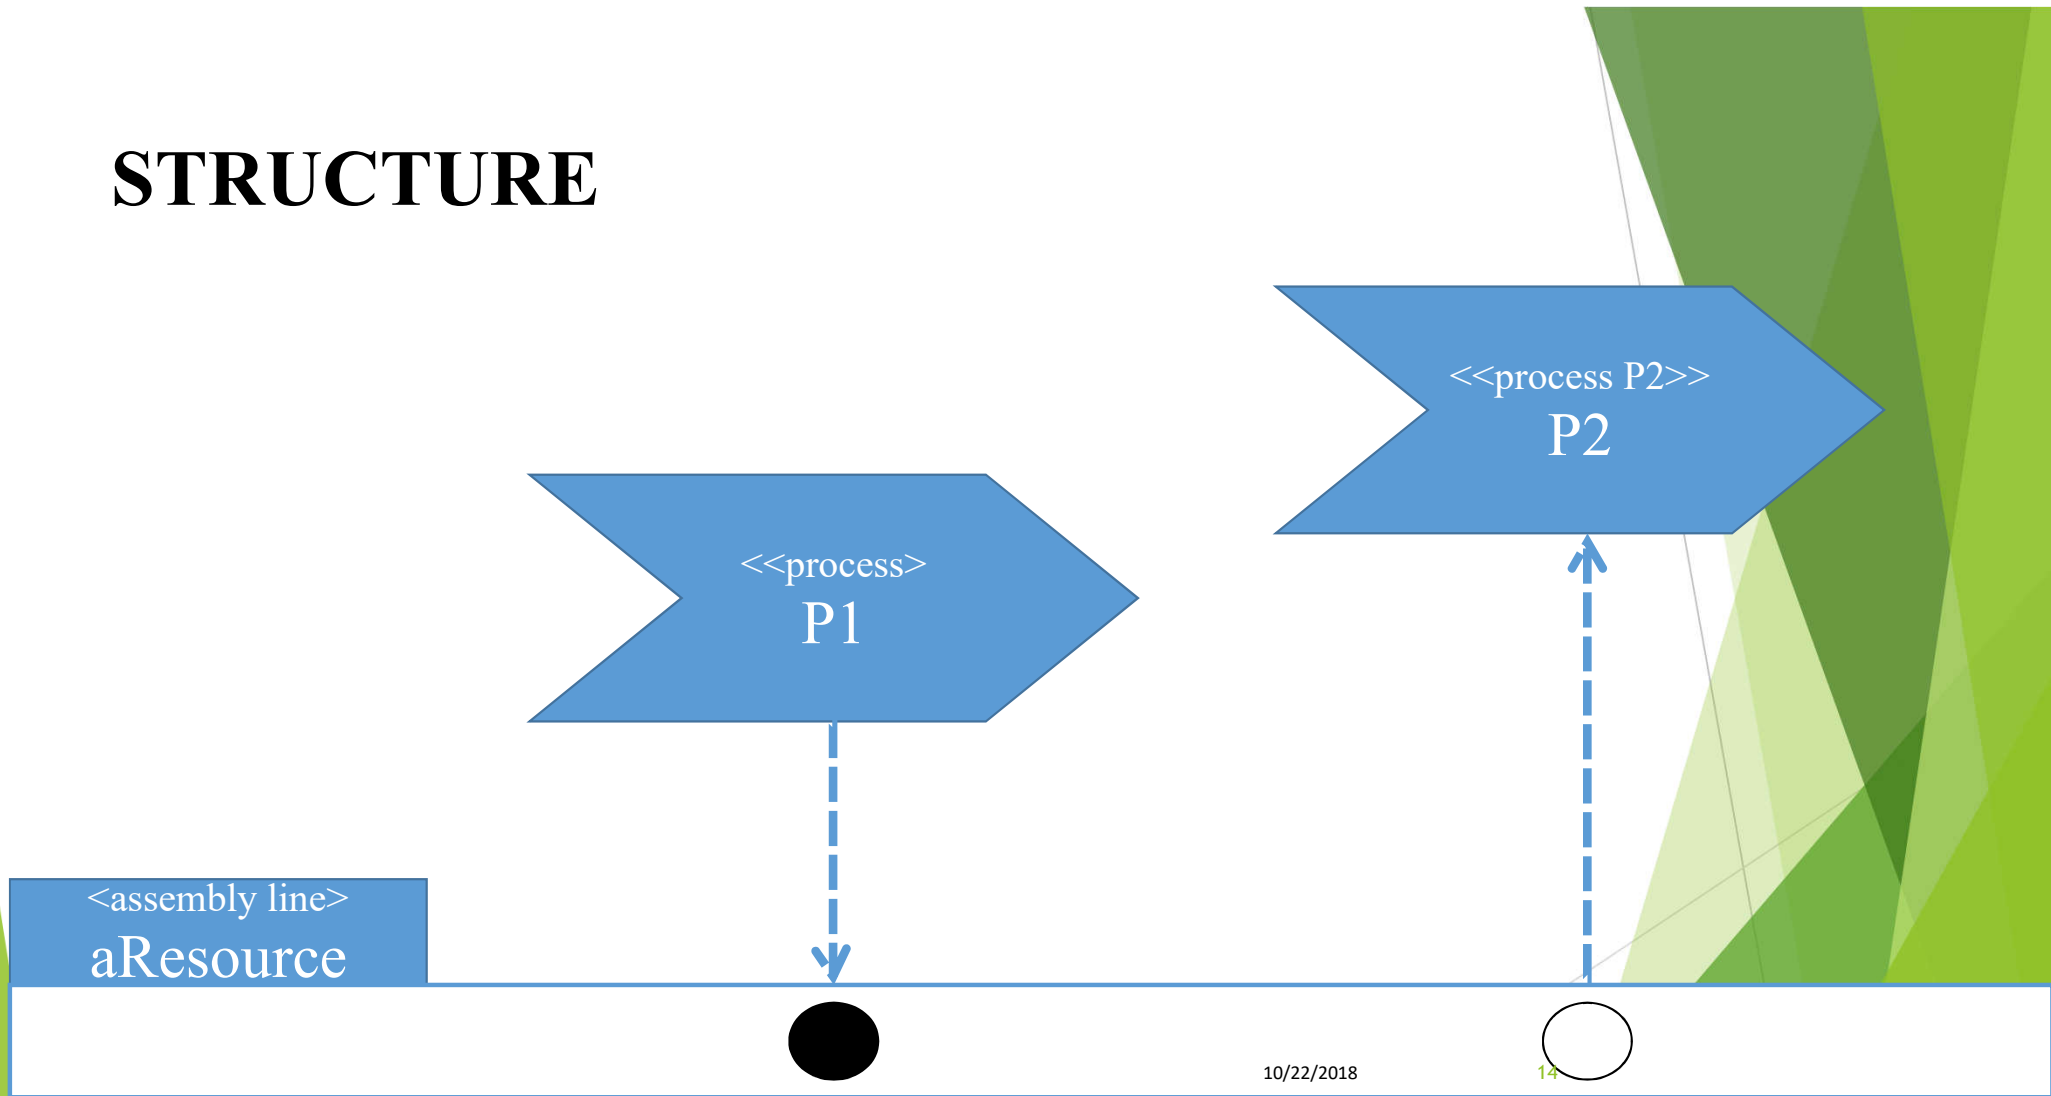 STRUCTURE
<<process P2>>
P2
<<process>
P1
<assembly line>
aResource
10/22/2018
14